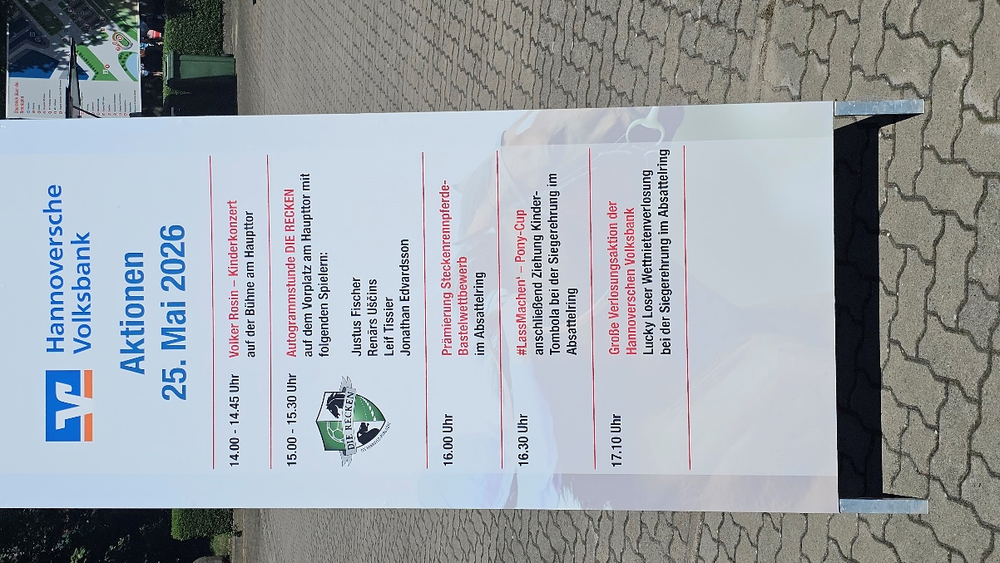 Hannoversche
Volksbank
Aktionen
25. Mai 2026
14.00 - 14.45 Uhr
Volker Rosin – Kinderkonzert
auf der Bühne am Haupttor
15.00 - 15.30 Uhr
Autogrammstunde DIE RECKEN
auf dem Vorplatz am Haupttor mit
folgenden Spielern:
Justus Fischer
Renārs Uščins
Leif Tissier
Jonathan Edvardsson
DIE RECKEN
16.00 Uhr
Prämierung Steckenrennpferde-
Bastelwettbewerb
im Absattelring
16.30 Uhr
#LassMachen‘ – Pony-Cup
anschließend Ziehung Kinder-
Tombola bei der Siegerehrung im
Absattelring
17.10 Uhr
Große Verlosungsaktion der
Hannoverschen Volksbank
Lucky Loser Wettnietenverlosung
bei der Siegerehrung im Absattelring